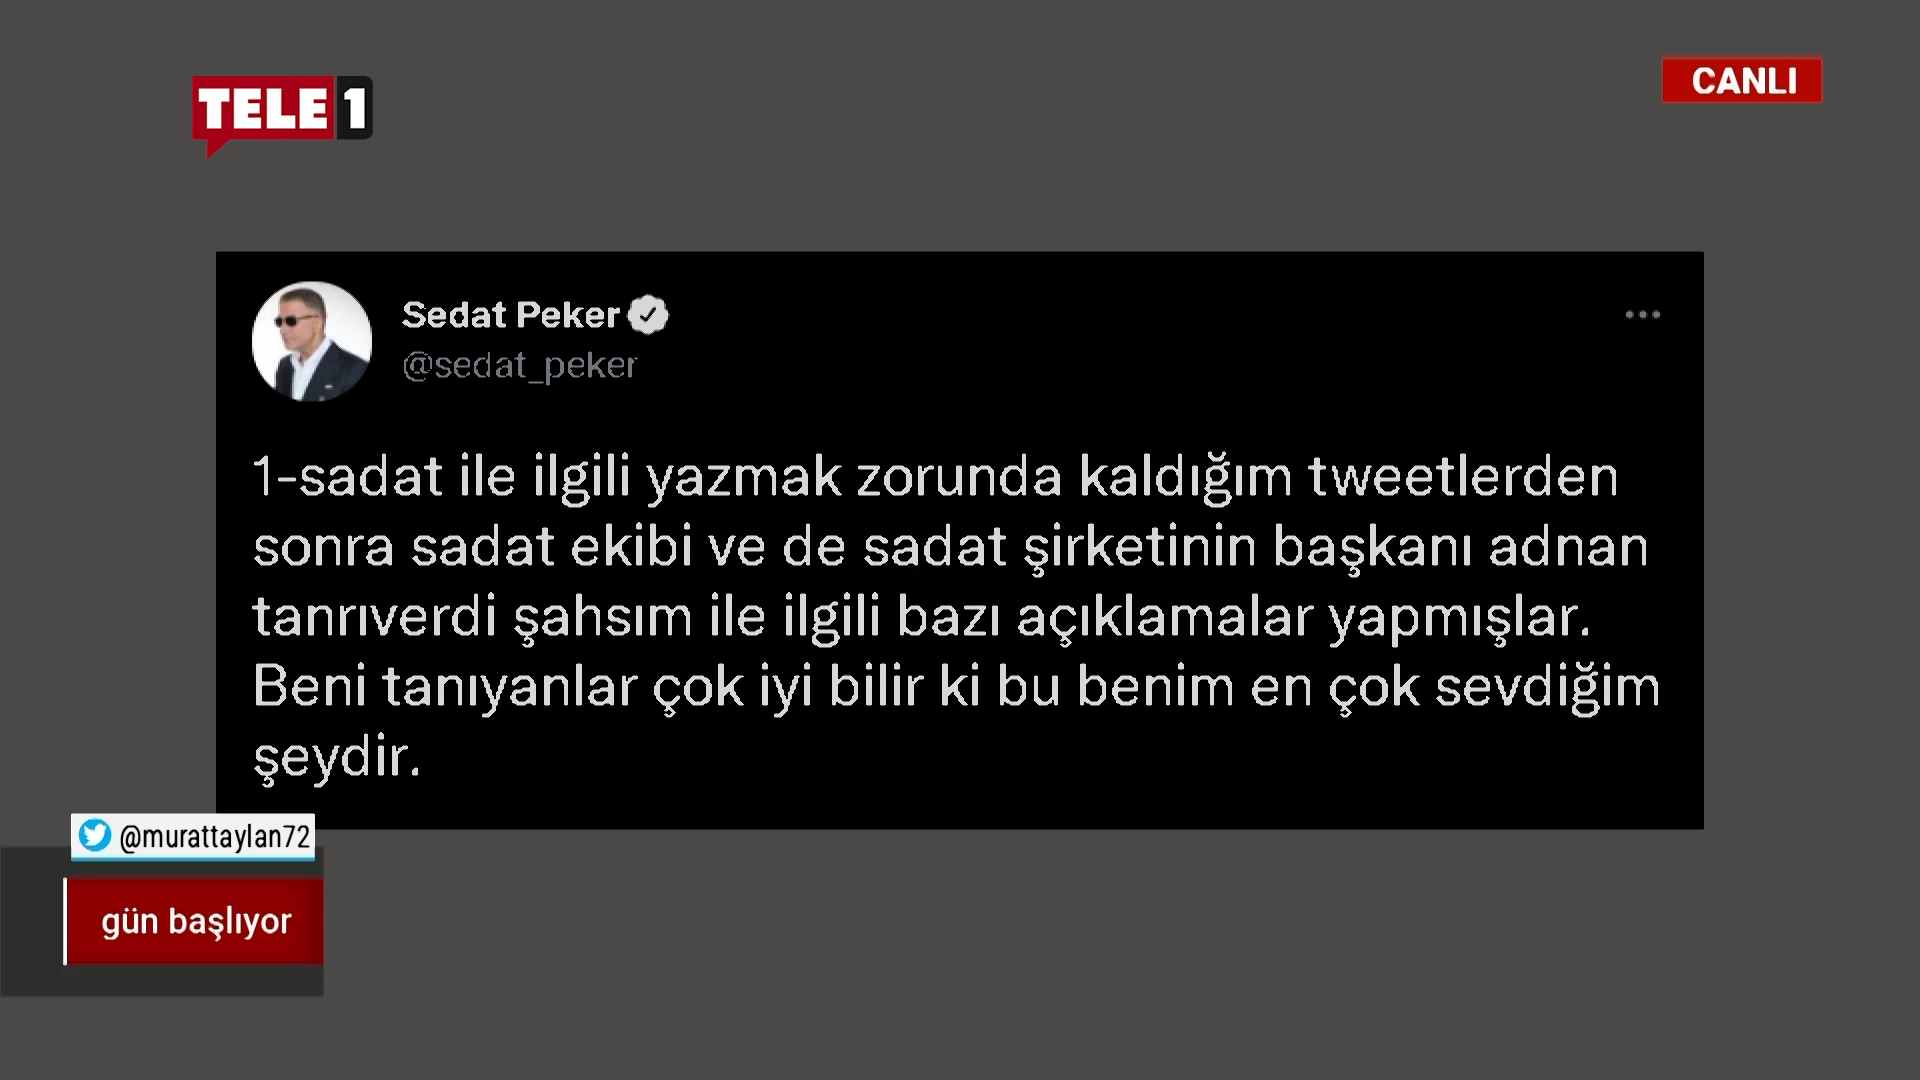 TELE1
CANLI
Sedat Peker
@sedat_peker
1-sadat ile ilgili yazmak zorunda kaldığım tweetlerden
sonra sadat ekibi ve de sadat şirketinin başkanı adnan
tanrıverdi şahsım ile ilgili bazı açıklamalar yapmışlar.
Beni tanıyanlar çok iyi bilir ki bu benim en çok sevdiğim
şeydir.
@murattaylan72
gün başlıyor